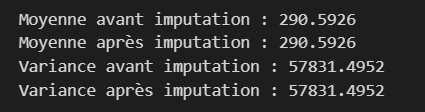 Moyenne avant imputation : 290.5926
Moyenne après imputation : 290.5926
Variance avant imputation : 57831.4952
Variance après imputation : 57831.4952